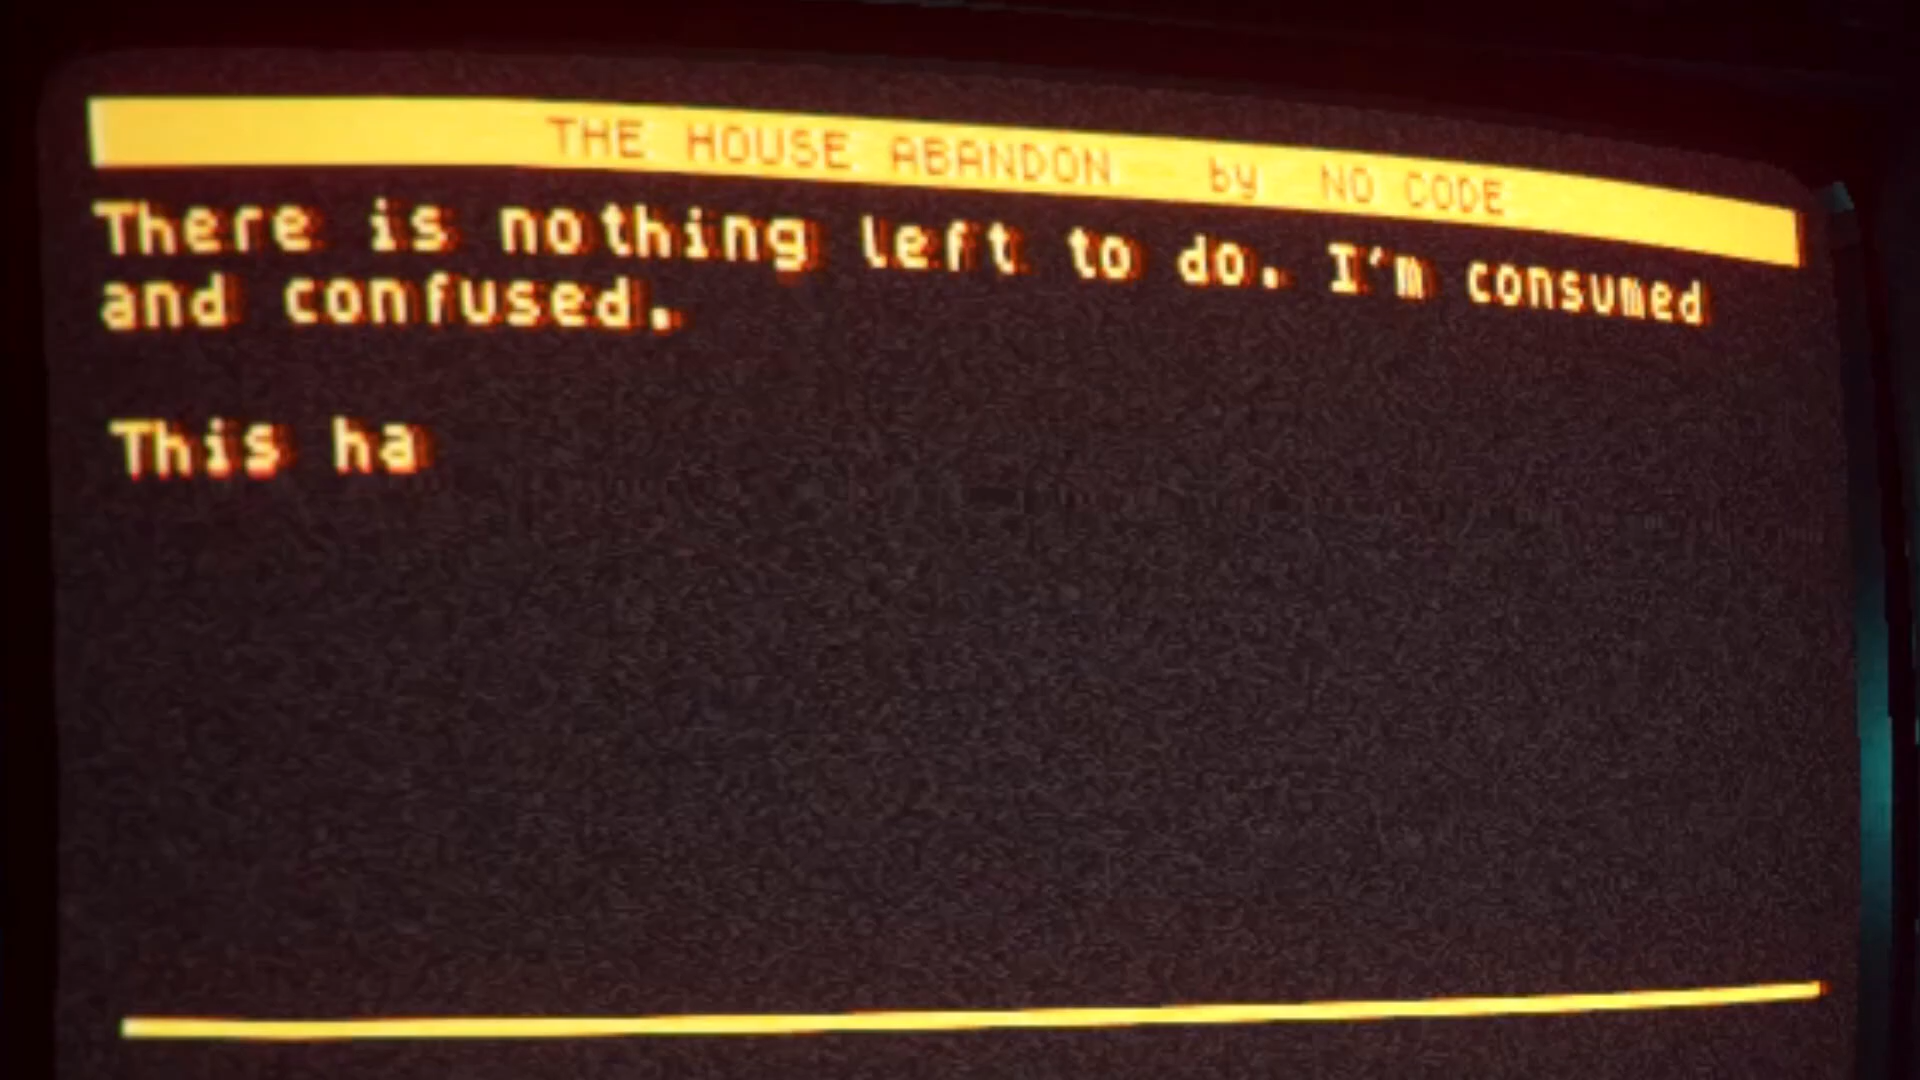 THE HOUSE ABANDON by NO CODE
There is nothing left to do. I'm consumed
and confused.
This ha